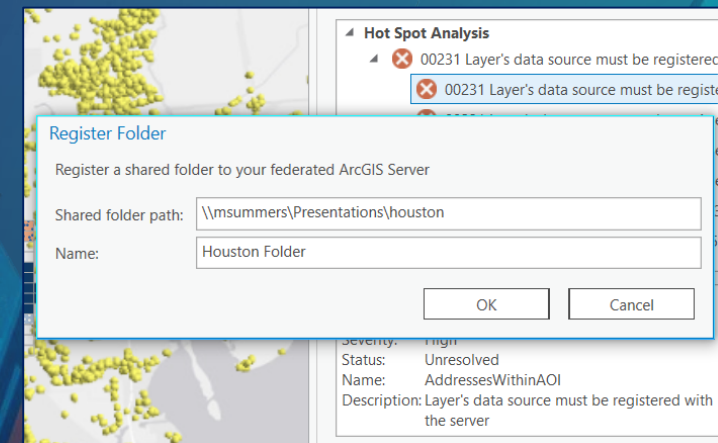 Hot Spot Analysis
00231 Layer's data source must be registered
00231 Layer's data source must be registe
Register Folder
Register a shared folder to your federated ArcGIS Server
Shared folder path: \\msummers\Presentations\houston
Name: Houston Folder
OK Cancel
Severity: High
Status: Unresolved
Name: AddressesWithinAOI
Description: Layer's data source must be registered with
the server